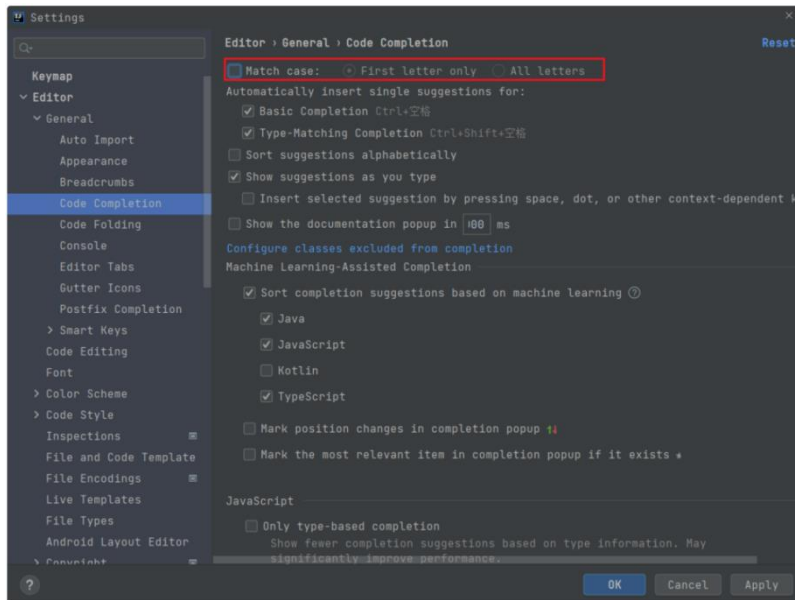 Settings
Editor › General › Code Completion
Reset
Keymap
Editor
General
Auto Import
Appearance
Breadcrumbs
Code Completion
Code Folding
Console
Editor Tabs
Gutter Icons
Postfix Completion
Smart Keys
Code Editing
Font
Color Scheme
Code Style
Inspections
File and Code Template
File Encodings
Live Templates
File Types
Android Layout Editor
Copyright
Match case: First letter only All letters
Automatically insert single suggestions for:
Basic Completion Ctrl+空格
Type-Matching Completion Ctrl+Shift+空格
Sort suggestions alphabetically
Show suggestions as you type
Insert selected suggestion by pressing space, dot, or other context-dependent k
Show the documentation popup in 00 ms
Configure classes excluded from completion
Machine Learning-Assisted Completion
Sort completion suggestions based on machine learning ?
Java
JavaScript
Kotlin
TypeScript
Mark position changes in completion popup
Mark the most relevant item in completion popup if it exists
JavaScript
Only type-based completion
Show fewer completion suggestions based on type information. May
significantly improve performance.
? OK Cancel Apply